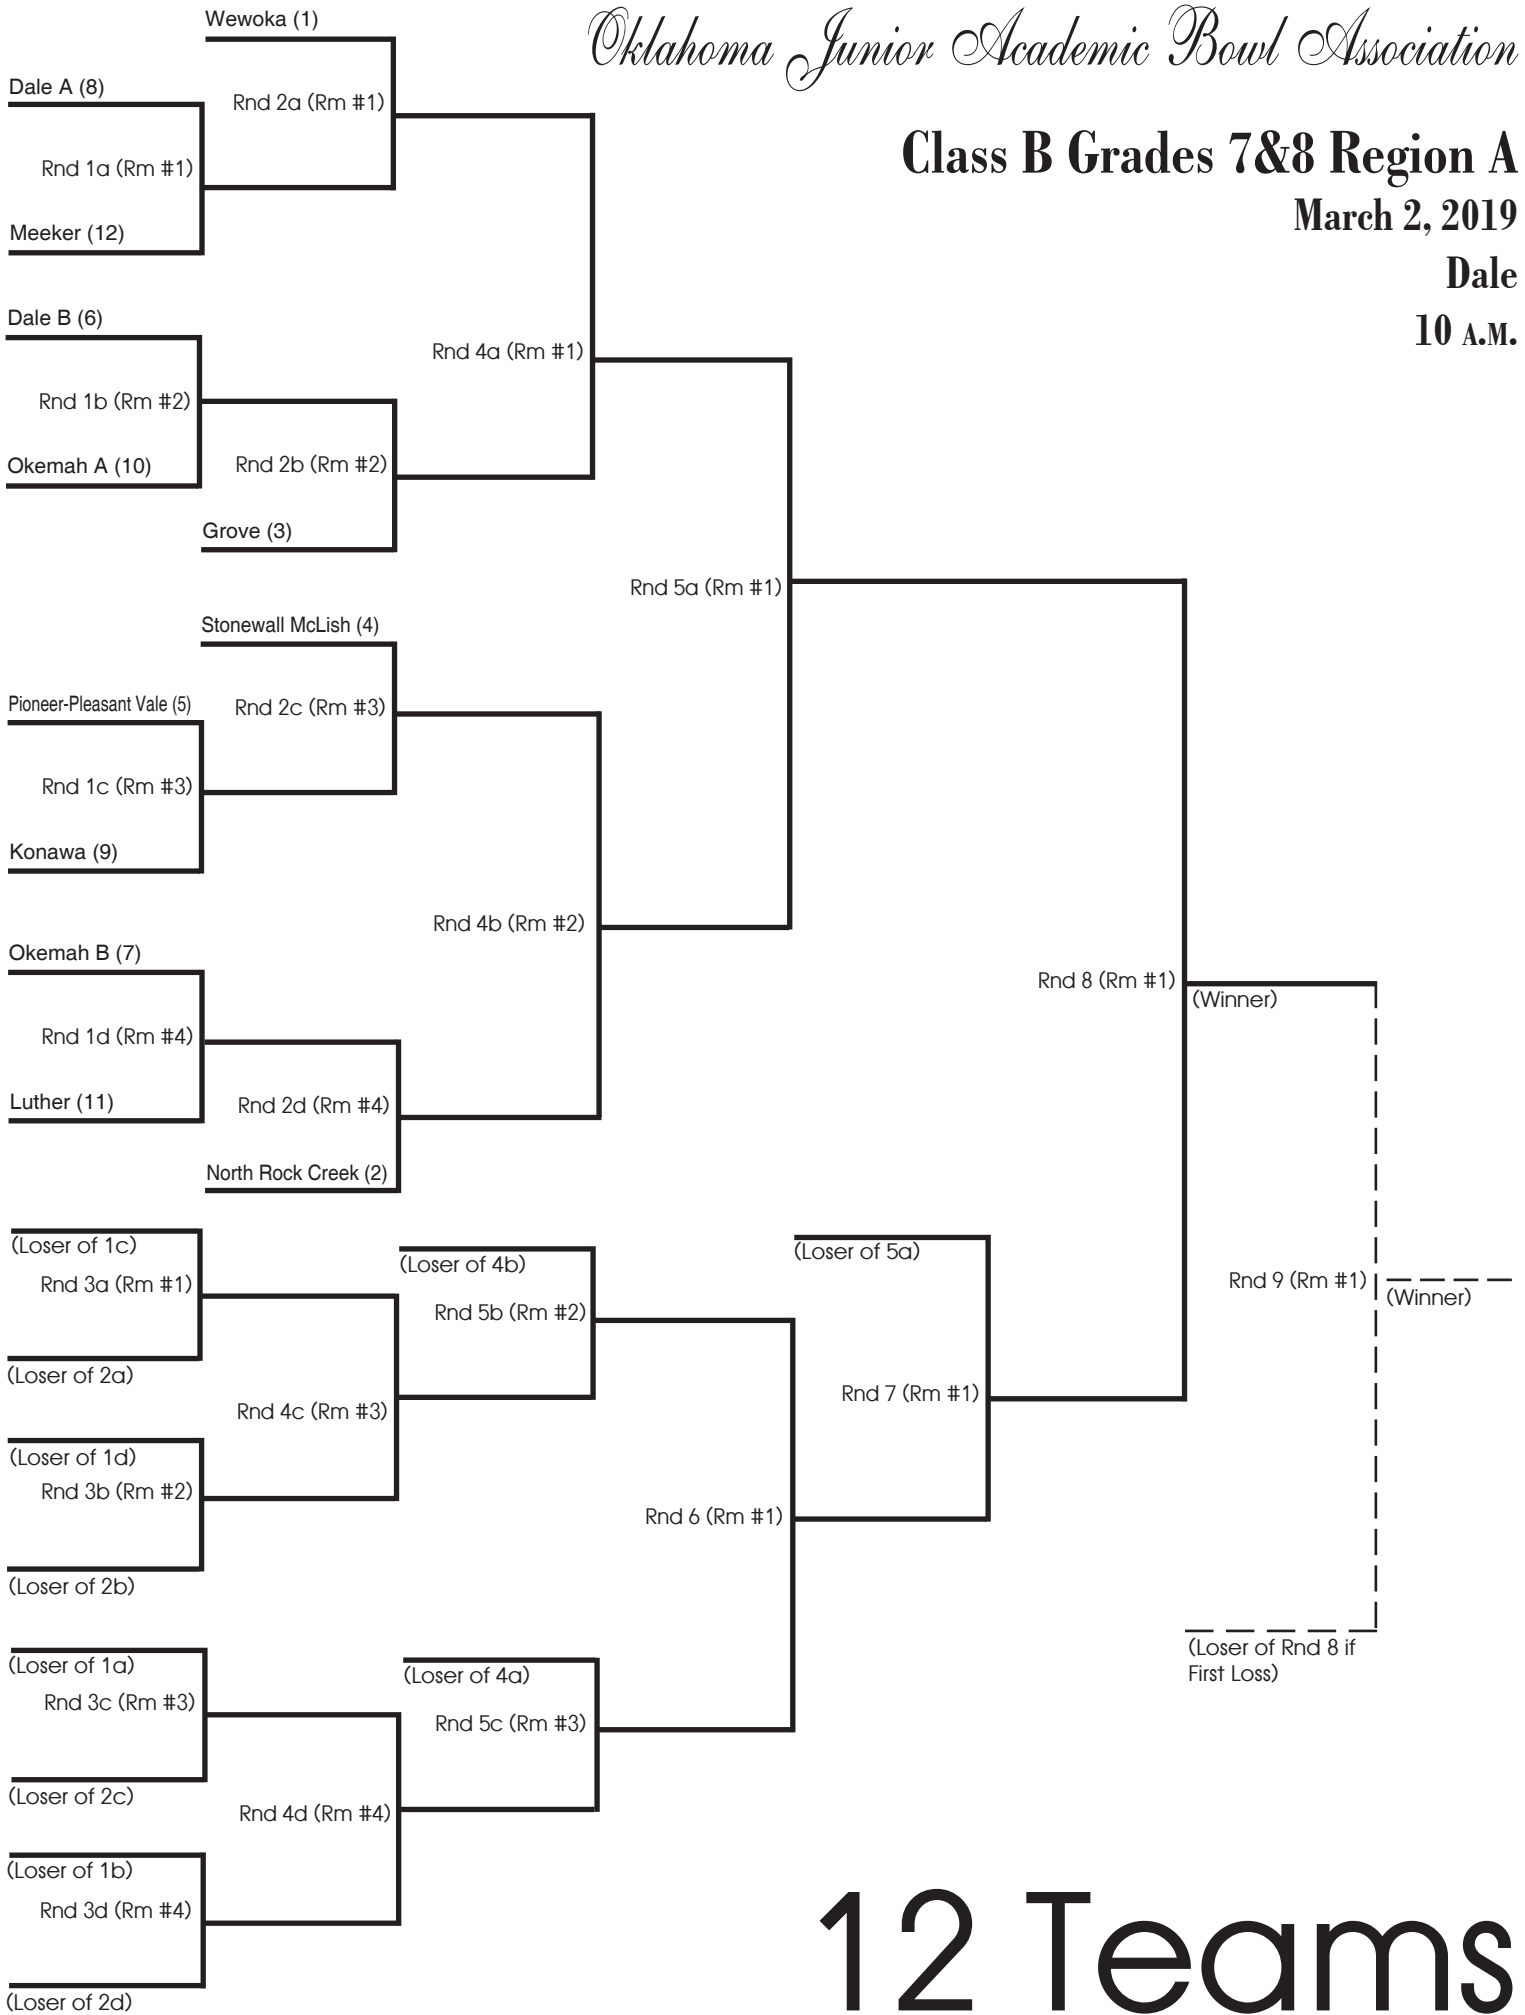 Oklahoma Junior Academic Bowl Association
Class B Grades 7&8 Region A
March 2, 2019
Dale
10 A.M.
Wewoka (1)
Dale A (8)
Rnd 2a (Rm #1)
Rnd 1a (Rm #1)
Meeker (12)
Dale B (6)
Rnd 4a (Rm #1)
Rnd 1b (Rm #2)
Okemah A (10)
Rnd 2b (Rm #2)
Grove (3)
Rnd 5a (Rm #1)
Stonewall McLish (4)
Pioneer-Pleasant Vale (5)
Rnd 2c (Rm #3)
Rnd 1c (Rm #3)
Konawa (9)
Rnd 4b (Rm #2)
Okemah B (7)
Rnd 8 (Rm #1)
(Winner)
Rnd 1d (Rm #4)
Luther (11)
Rnd 2d (Rm #4)
North Rock Creek (2)
(Loser of 1c)
(Loser of 4b)
(Loser of 5a)
Rnd 3a (Rm #1)
Rnd 9 (Rm #1)
(Winner)
Rnd 5b (Rm #2)
(Loser of 2a)
Rnd 7 (Rm #1)
Rnd 4c (Rm #3)
(Loser of 1d)
Rnd 3b (Rm #2)
Rnd 6 (Rm #1)
(Loser of 2b)
(Loser of Rnd 8 if
First Loss)
(Loser of 1a)
(Loser of 4a)
Rnd 3c (Rm #3)
Rnd 5c (Rm #3)
(Loser of 2c)
Rnd 4d (Rm #4)
(Loser of 1b)
Rnd 3d (Rm #4)
(Loser of 2d)
12 Teams